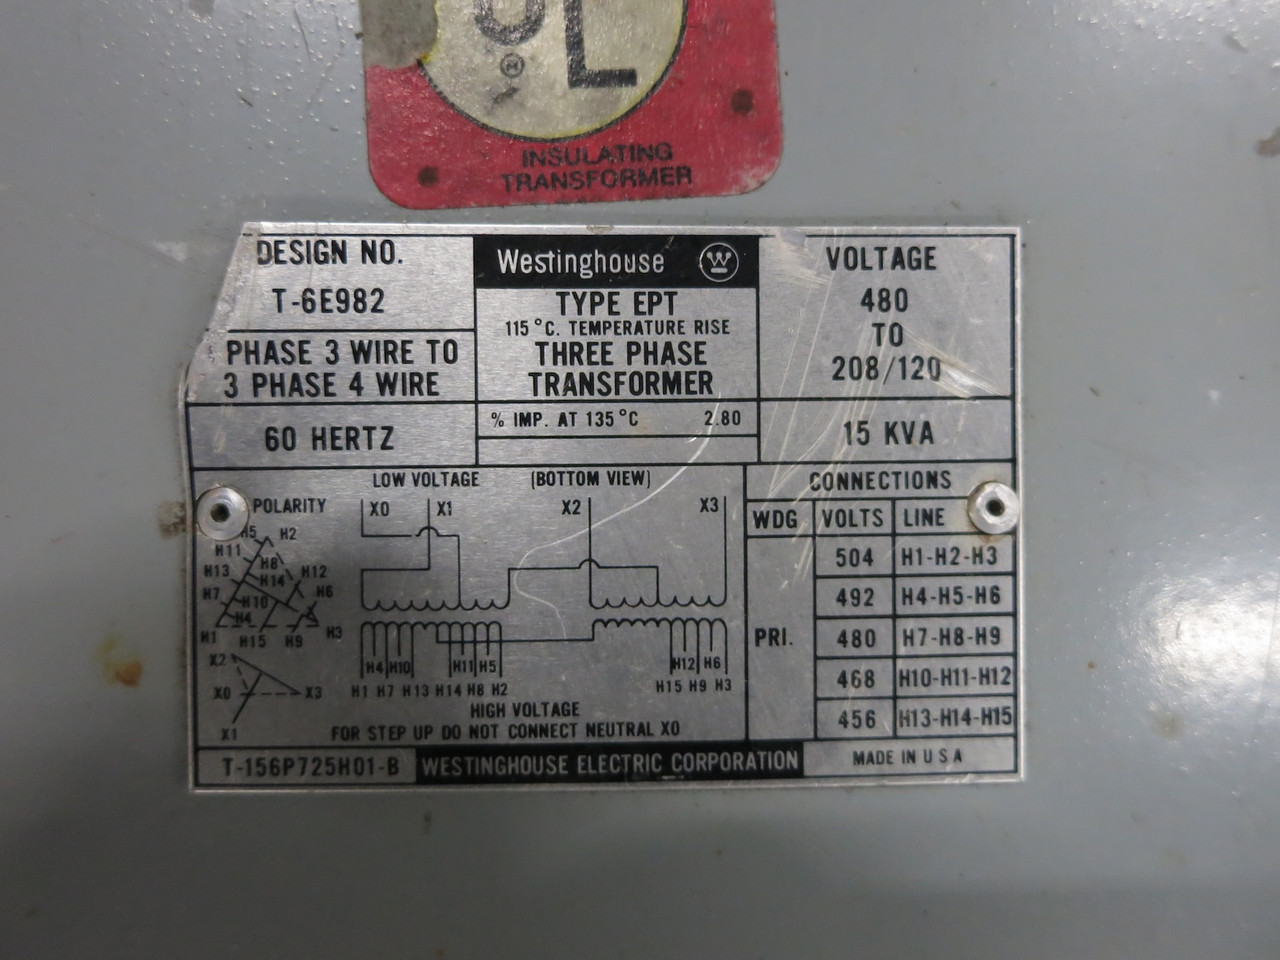 UL
®
INSULATING
TRANSFORMER
DESIGN NO.
T-6E982
PHASE 3 WIRE TO
3 PHASE 4 WIRE
60 HERTZ
Westinghouse W
TYPE EPT
115°C. TEMPERATURE RISE
THREE PHASE
TRANSFORMER
% IMP. AT 135°C 2.80
VOLTAGE
480
TO
208/120
15 KVA
LOW VOLTAGE (BOTTOM VIEW)
X0 X1 X2 X3
POLARITY
H5 H2
H11
H8
H13 H14 H12
H7 H10 H6
H4
H1 H15 H9 H3
X2
X0 X3
X1
H4 H10 H11 H5 H12 H6
H1 H7 H13 H14 H8 H2 H15 H9 H3
HIGH VOLTAGE
FOR STEP UP DO NOT CONNECT NEUTRAL X0
CONNECTIONS
WDG VOLTS LINE
PRI.
504 H1-H2-H3
492 H4-H5-H6
480 H7-H8-H9
468 H10-H11-H12
456 H13-H14-H15
T-156P725H01-B WESTINGHOUSE ELECTRIC CORPORATION MADE IN U S A